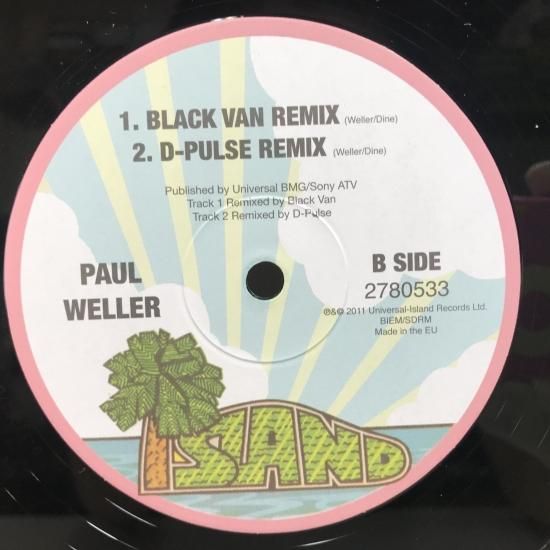 1. BLACK VAN REMIX (Weller/Dine)
2. D-PULSE REMIX (Weller/Dine)
Published by Universal BMG/Sony ATV
Track 1 Remixed by Black Van
Track 2 Remixed by D-Pulse
PAUL
WELLER
B SIDE
2780533
℗&© 2011 Universal-Island Records Ltd.
BIEM/SDRM
Made in the EU
ISLAND